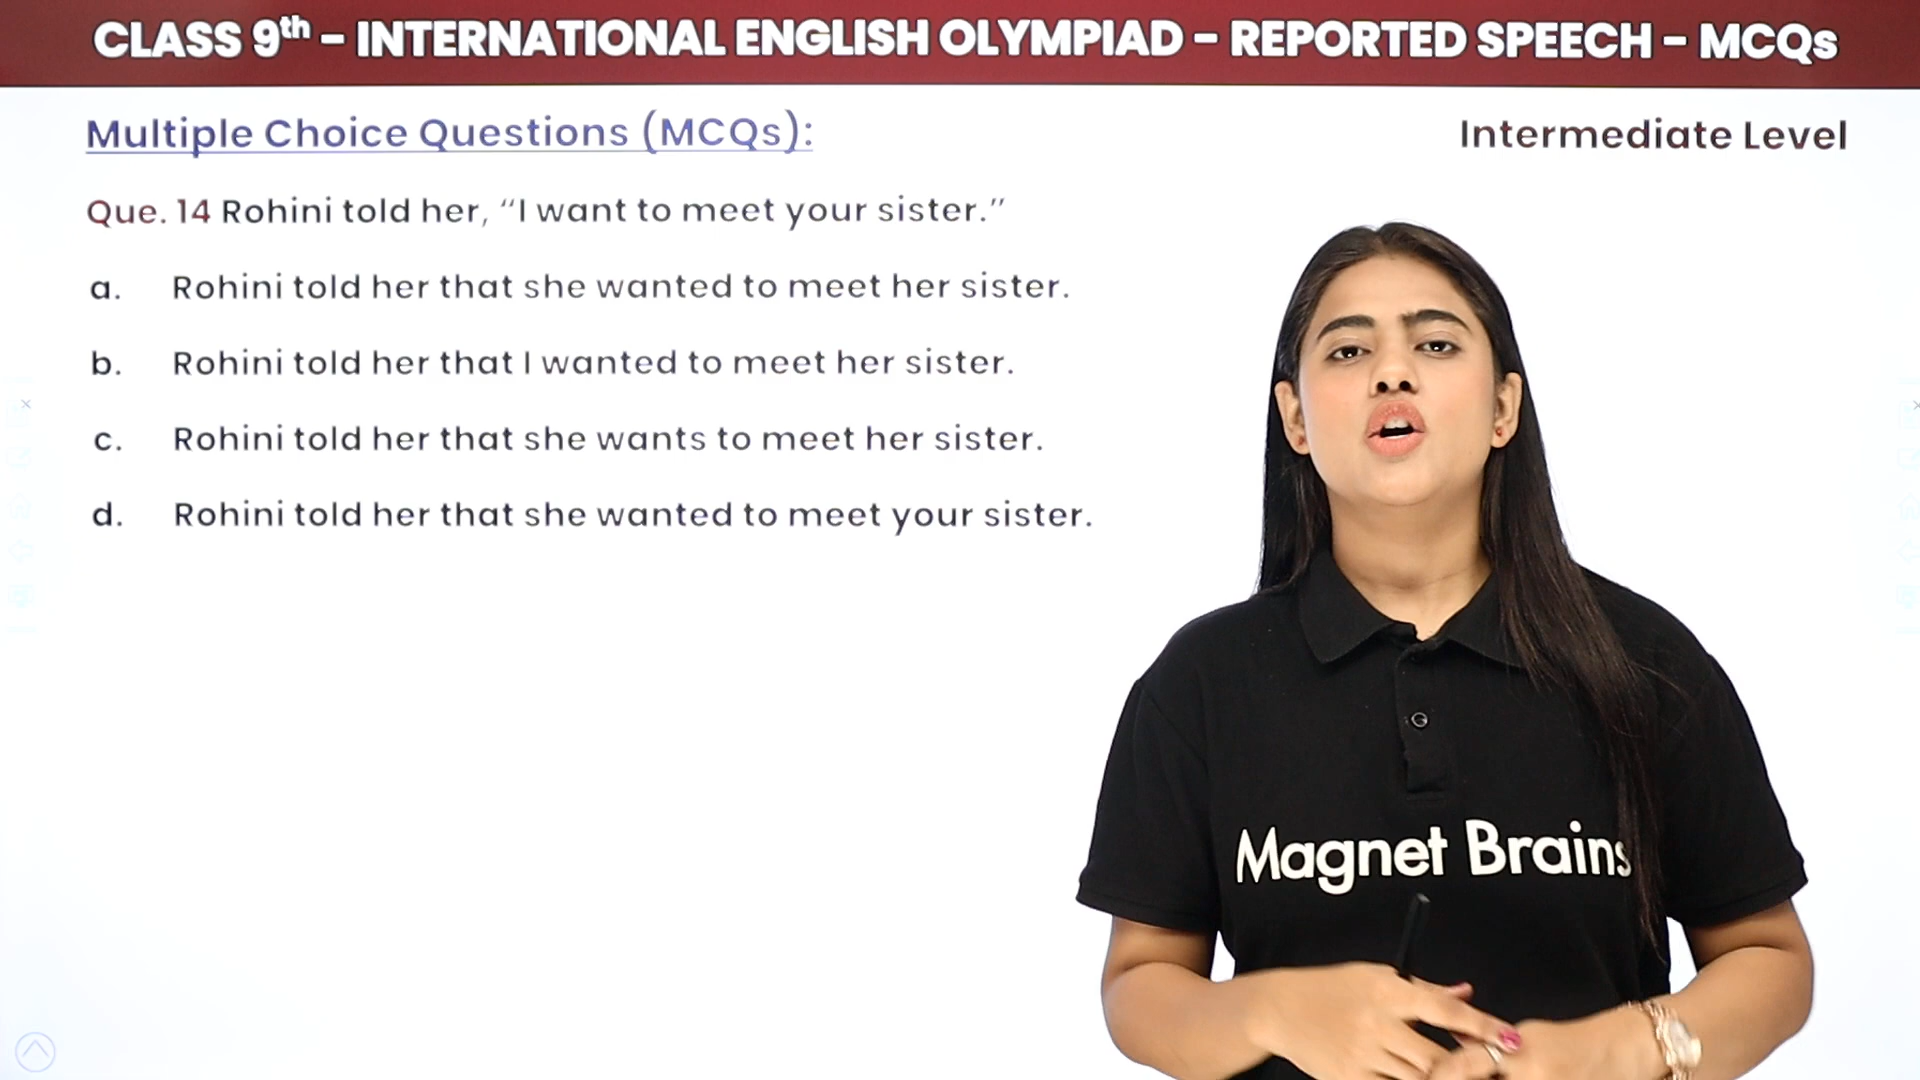 CLASS 9th - INTERNATIONAL ENGLISH OLYMPIAD - REPORTED SPEECH - MCQs
Multiple Choice Questions (MCQs):
Intermediate Level
Que. 14 Rohini told her, “I want to meet your sister.”
a. Rohini told her that she wanted to meet her sister.
b. Rohini told her that I wanted to meet her sister.
c. Rohini told her that she wants to meet her sister.
d. Rohini told her that she wanted to meet your sister.
Magnet Brains